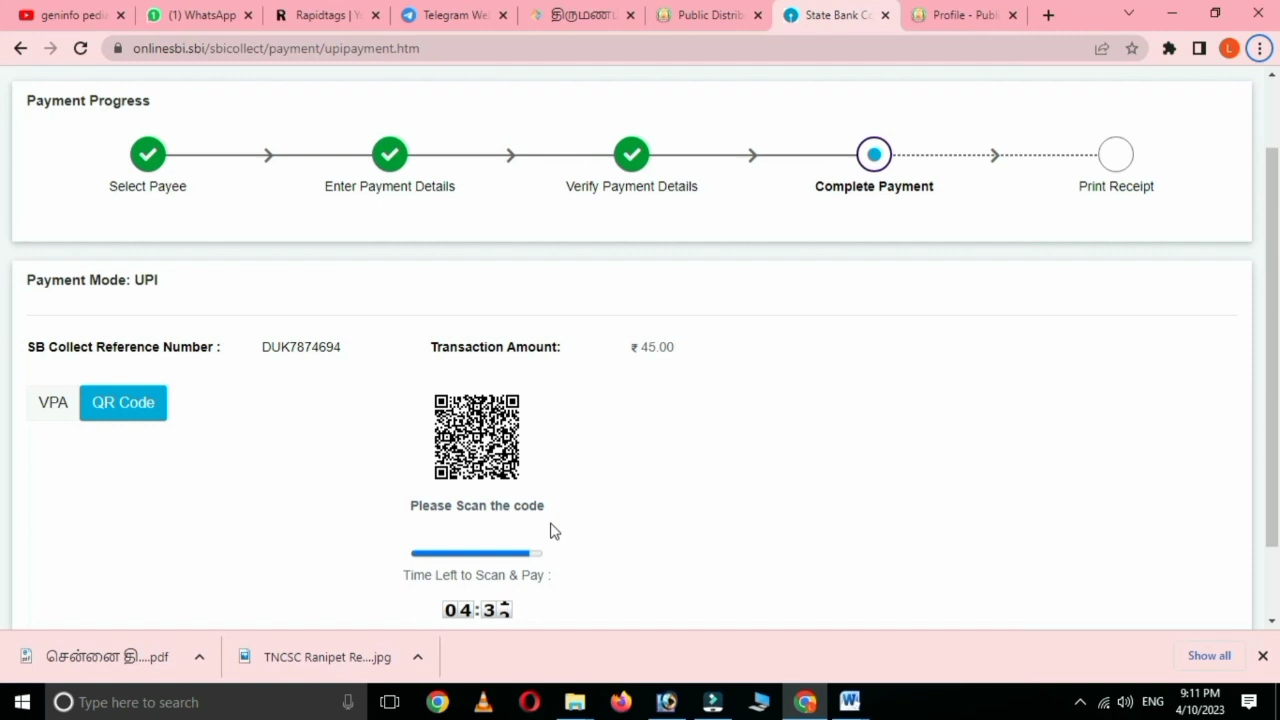 geninfo pedi
(1) WhatsApp
R Rapidtags | Y
Telegram We
திருமண
Public Distrib
State Bank Co
Profile - Publ
onlinesbi.sbi/sbicollect/payment/upipayment.htm
L
Payment Progress
Select Payee
Enter Payment Details
Verify Payment Details
Complete Payment
Print Receipt
Payment Mode: UPI
SB Collect Reference Number : DUK7874694 Transaction Amount: ₹ 45.00
VPA QR Code
Please Scan the code
Time Left to Scan & Pay :
04:3
சென்னை தி....pdf
TNCSC Ranipet Re....jpg
Show all
Type here to search
ENG
9:11 PM
4/10/2023